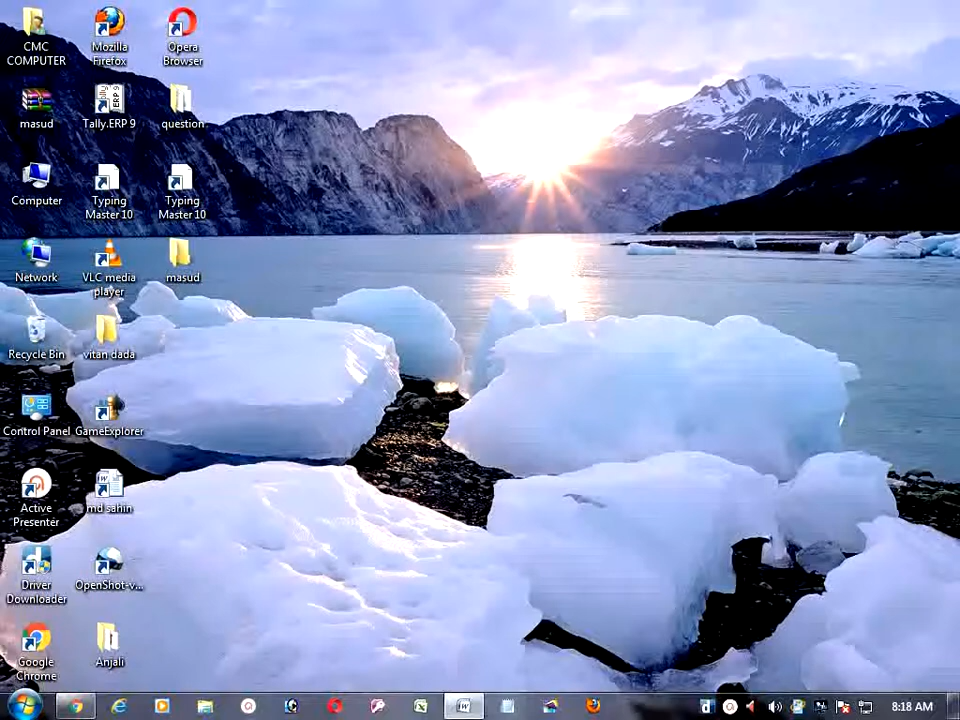 CMC
COMPUTER
Mozilla
Firefox
Opera
Browser
masud
Tally.ERP 9
question
Computer
Typing
Master 10
Typing
Master 10
Network
VLC media
player
masud
Recycle Bin
vitan dada
Control Panel
GameExplorer
Active
Presenter
md sahin
Driver
Downloader
OpenShot-v...
Google
Chrome
Anjali
8:18 AM